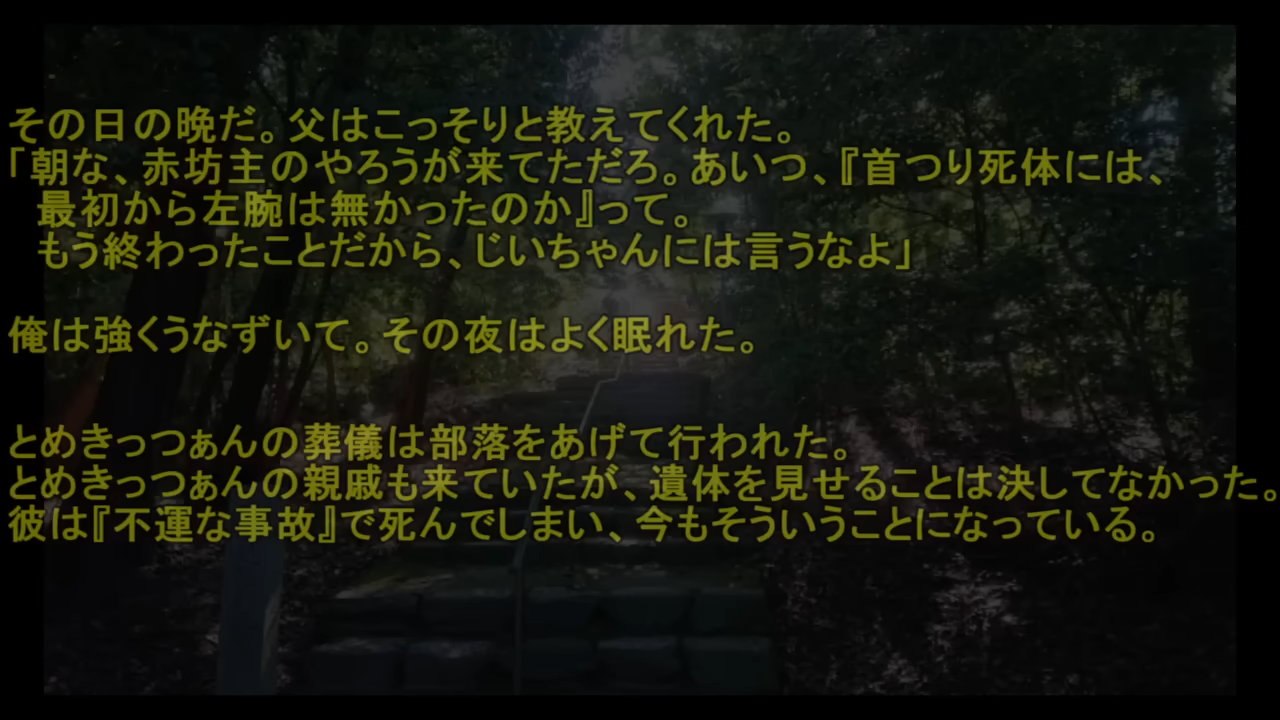 その日の晩だ。父はこっそりと教えてくれた。
「朝な、赤坊主のやろうが来てただろ。あいつ、『首つり死体には、
最初から左腕は無かったのか』って。
もう終わったことだから、じいちゃんには言うなよ」
俺は強くうなずいて。その夜はよく眠れた。
とめきっつぁんの葬儀は部落をあげて行われた。
とめきっつぁんの親戚も来ていたが、遺体を見せることは決してなかった。
彼は『不運な事故』で死んでしまい、今もそういうことになっている。